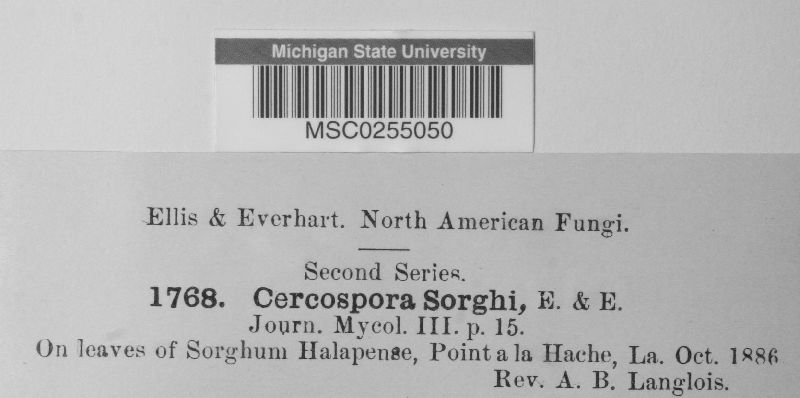 Michigan State University
MSC0255050
Ellis & Everhart. North American Fungi.
Second Series.
1768. Cercospora Sorghi, E. & E.
Journ. Mycol. III. p. 15.
On leaves of Sorghum Halapense, Point a la Hache, La. Oct. 1886
Rev. A. B. Langlois.